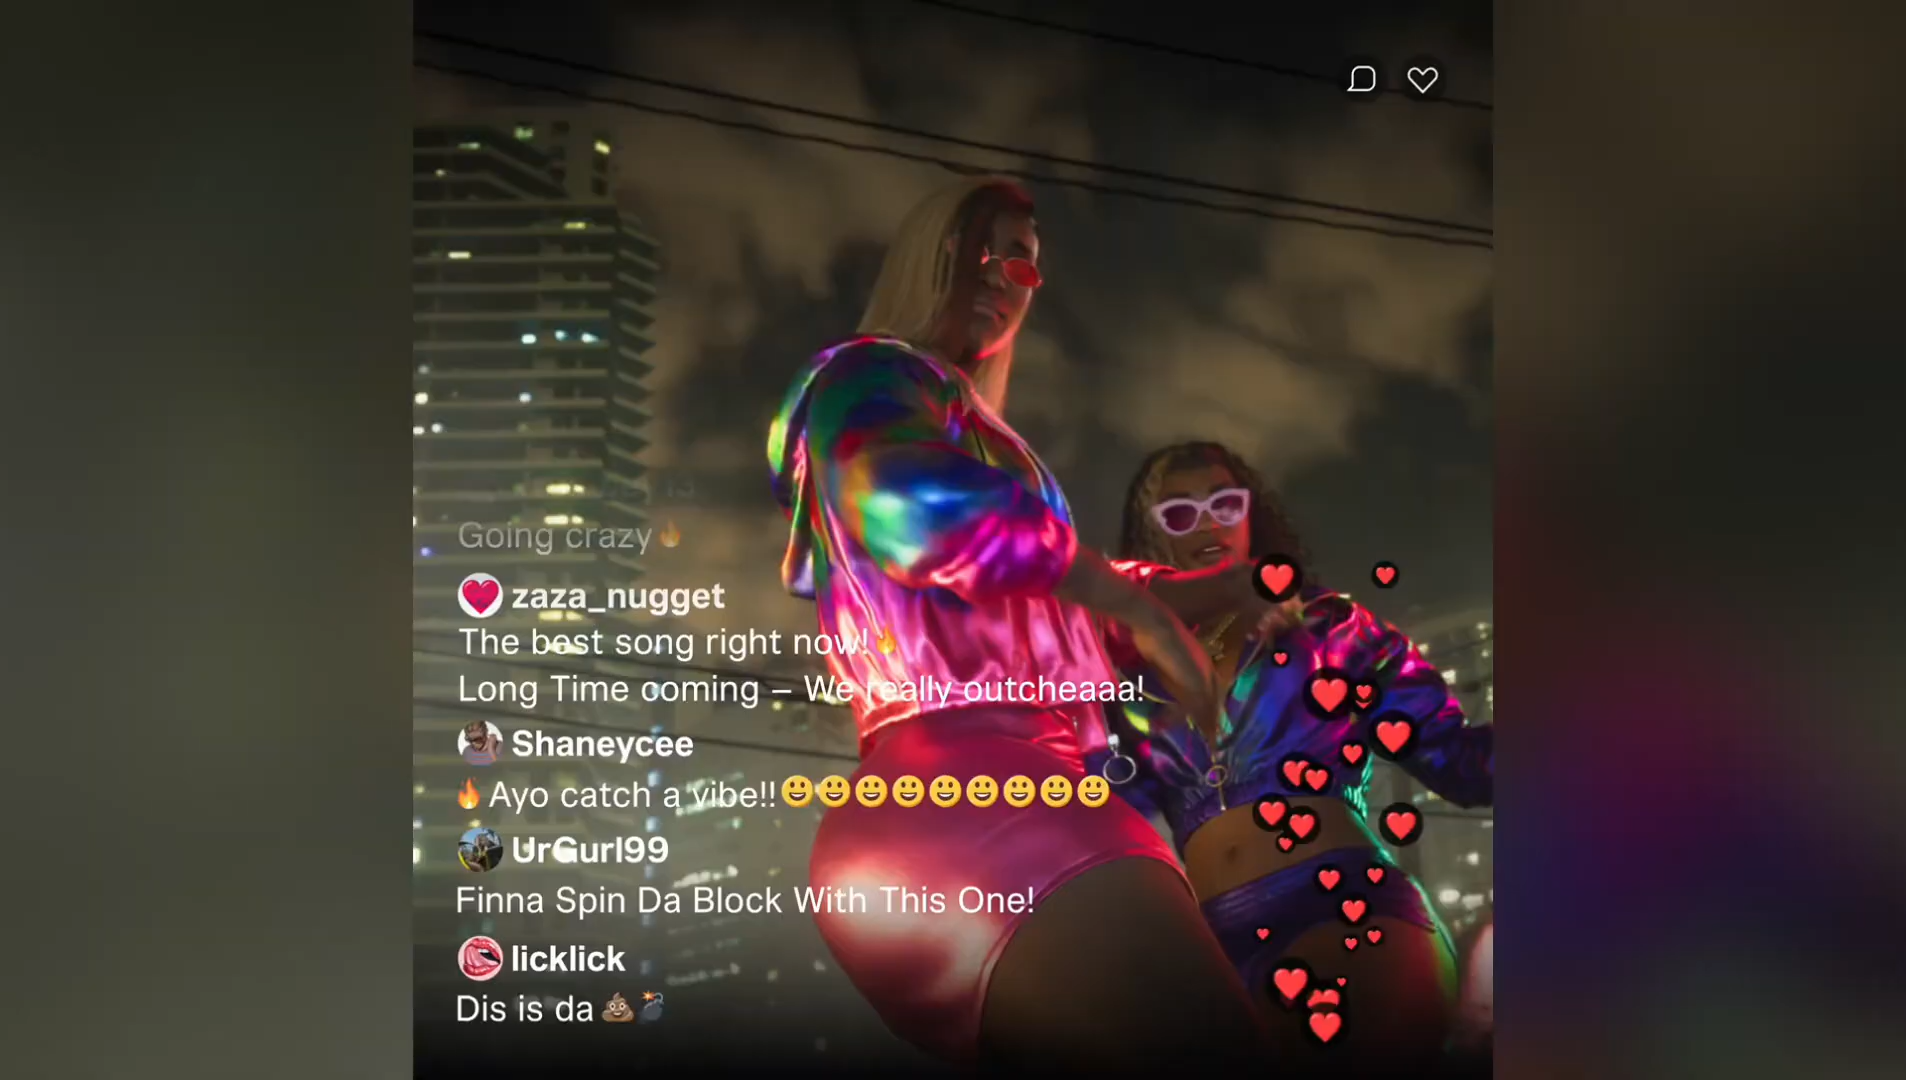 Going crazy🔥
zaza_nugget
The best song right now!🔥
Long Time coming – We really outcheaaa!
Shaneycee
🔥 Ayo catch a vibe!!😀😀😀😀😀😀😀😀😀
UrGurl99
Finna Spin Da Block With This One!
licklick
Dis is da 💩💣